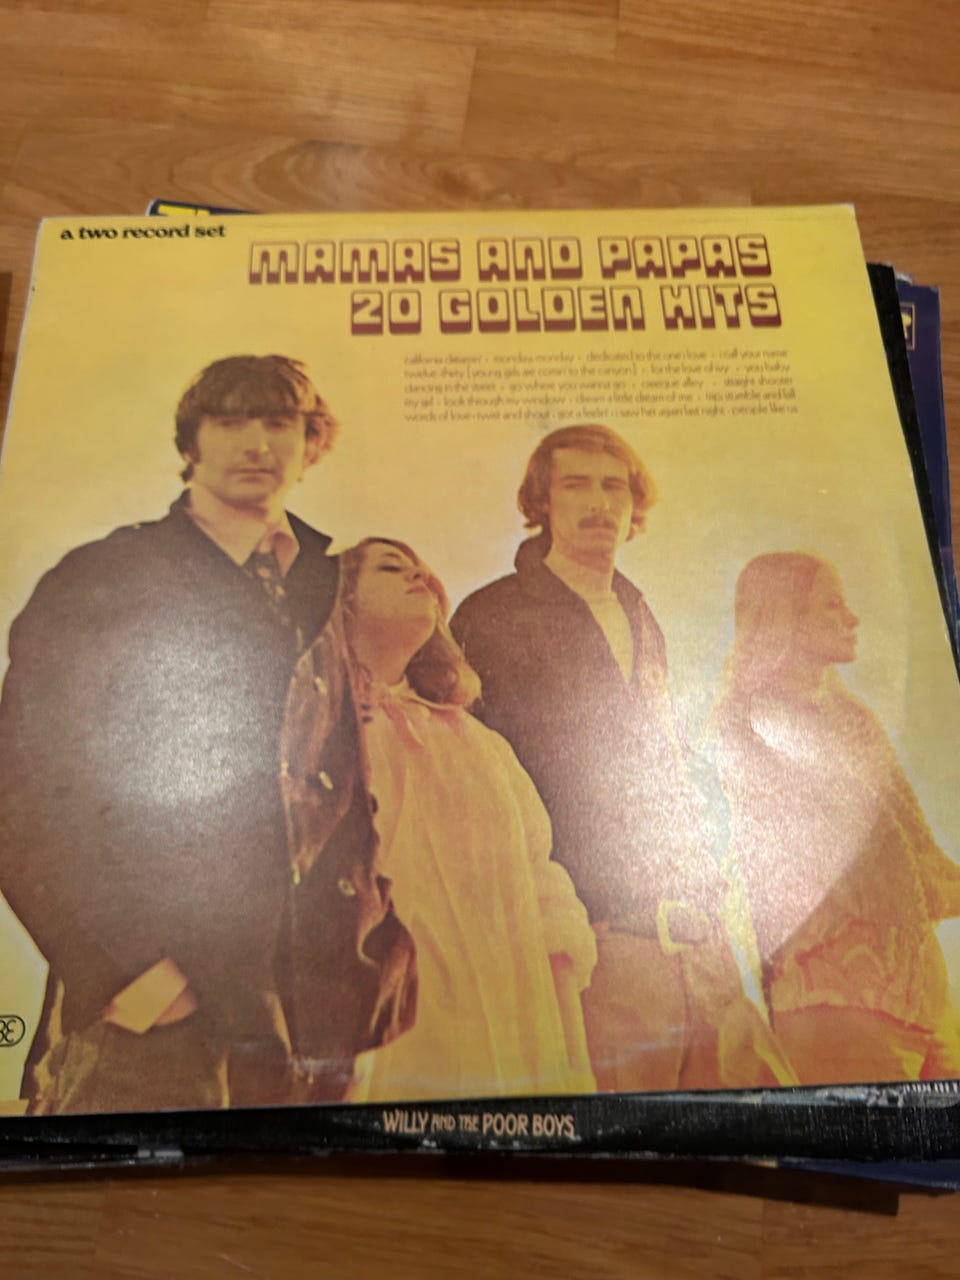 a two record set
MAMAS AND PAPAS
20 GOLDEN HITS
california dreamin' • monday, monday • dedicated to the one i love • i call your name
twelve-thirty (young girls are comin' to the canyon) • for the love of ivy • you baby
dancing in the street • go where you wanna go • creeque alley • straight shooter
my girl • look through my window • dream a little dream of me • trip, stumble and fall
words of love • twist and shout • got a feelin' • i saw her again last night • people like us
WILLY AND THE POOR BOYS